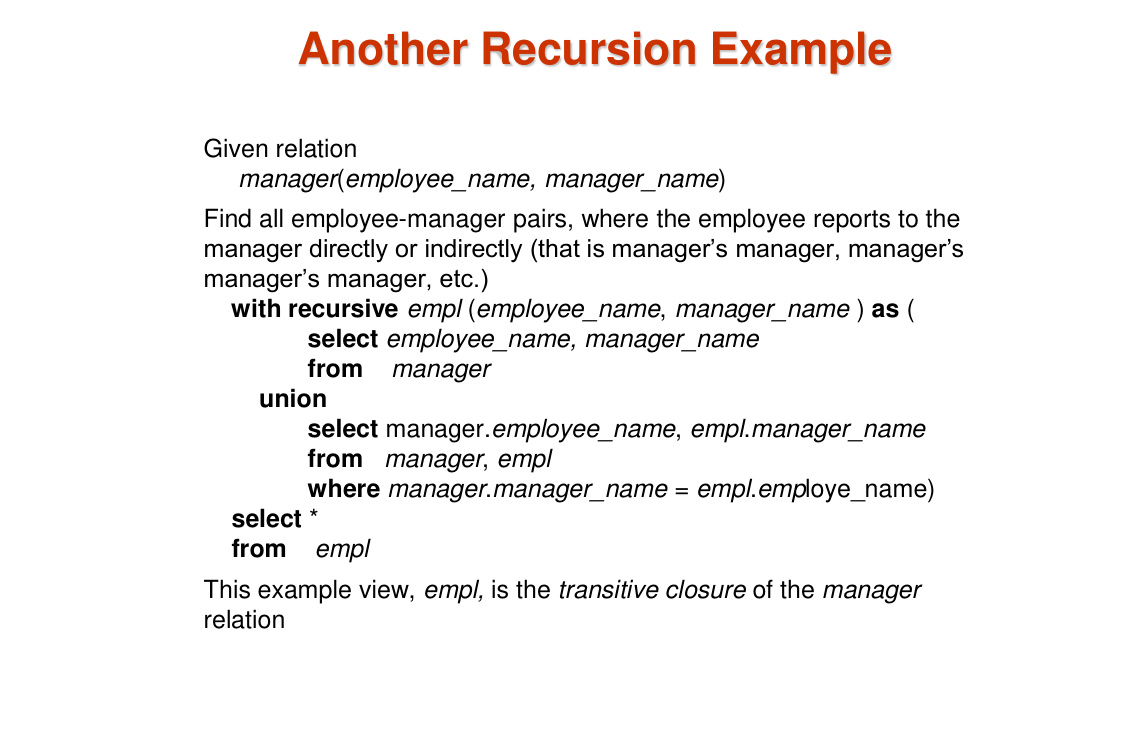 Another Recursion Example
Given relation
manager(employee_name, manager_name)
Find all employee-manager pairs, where the employee reports to the
manager directly or indirectly (that is manager’s manager, manager’s
manager’s manager, etc.)
with recursive empl (employee_name, manager_name ) as (
select employee_name, manager_name
from manager
union
select manager.employee_name, empl.manager_name
from manager, empl
where manager.manager_name = empl.employe_name)
select *
from empl
This example view, empl, is the transitive closure of the manager
relation